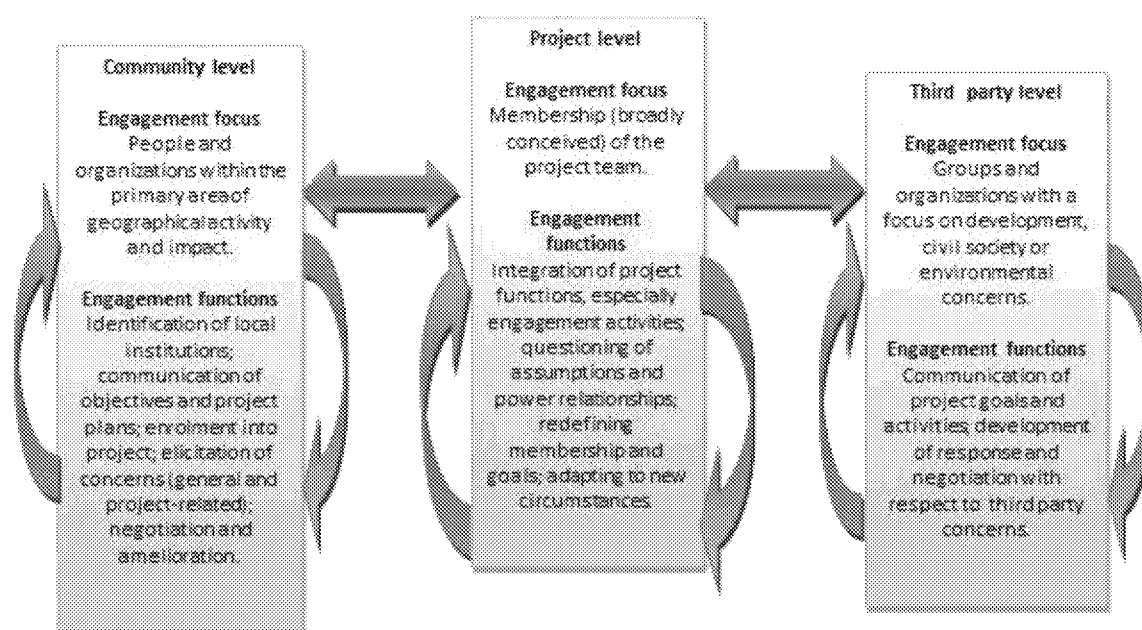 Community level
Engagement focus
People and
organizations within the
primary area of
geographical activity
and impact.
Engagement functions
Identification of local
institutions;
communication of
objectives and project
plans; enrolment into
project; elicitation of
concerns (general and
project-related);
negotiation and
amelioration.
Project level
Engagement focus
Membership (broadly
conceived) of the
project team.
Engagement
functions
Integration of project
functions, especially
engagement activities;
questioning of
assumptions and
power relationships;
redefining
membership and
goals; adapting to new
circumstances
Third party level
Engagement focus
Groups and
organizations with a
focus on development,
civil society or
environmental
concerns.
Engagement functions
Communication of
project goals and
activities; development
of response and
negotiation with
respect to third party
concerns.